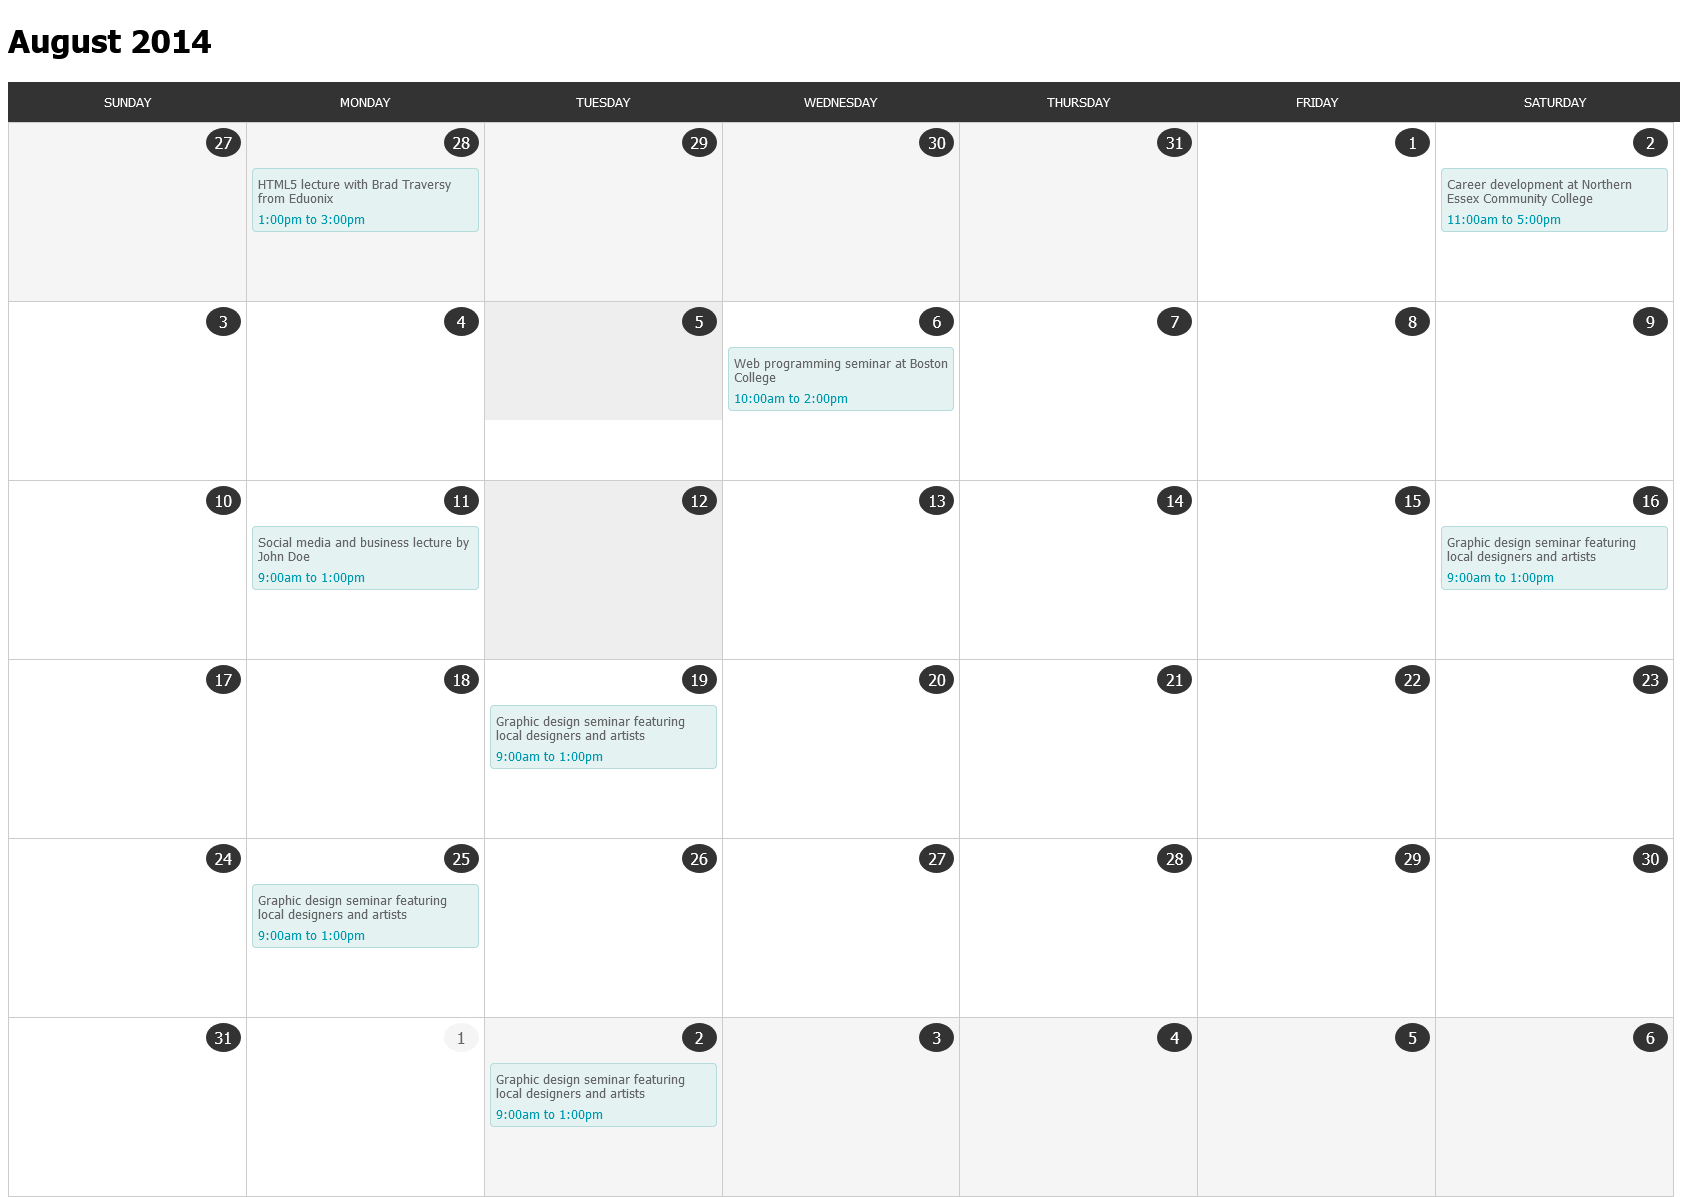 August 2014
SUNDAY MONDAY TUESDAY WEDNESDAY THURSDAY FRIDAY SATURDAY
27 28 29 30 31 1 2
HTML5 lecture with Brad Traversy
from Eduonix
1:00pm to 3:00pm
Career development at Northern
Essex Community College
11:00am to 5:00pm
3 4 5 6 7 8 9
Web programming seminar at Boston
College
10:00am to 2:00pm
10 11 12 13 14 15 16
Social media and business lecture by
John Doe
9:00am to 1:00pm
Graphic design seminar featuring
local designers and artists
9:00am to 1:00pm
17 18 19 20 21 22 23
Graphic design seminar featuring
local designers and artists
9:00am to 1:00pm
24 25 26 27 28 29 30
Graphic design seminar featuring
local designers and artists
9:00am to 1:00pm
31 1 2 3 4 5 6
Graphic design seminar featuring
local designers and artists
9:00am to 1:00pm